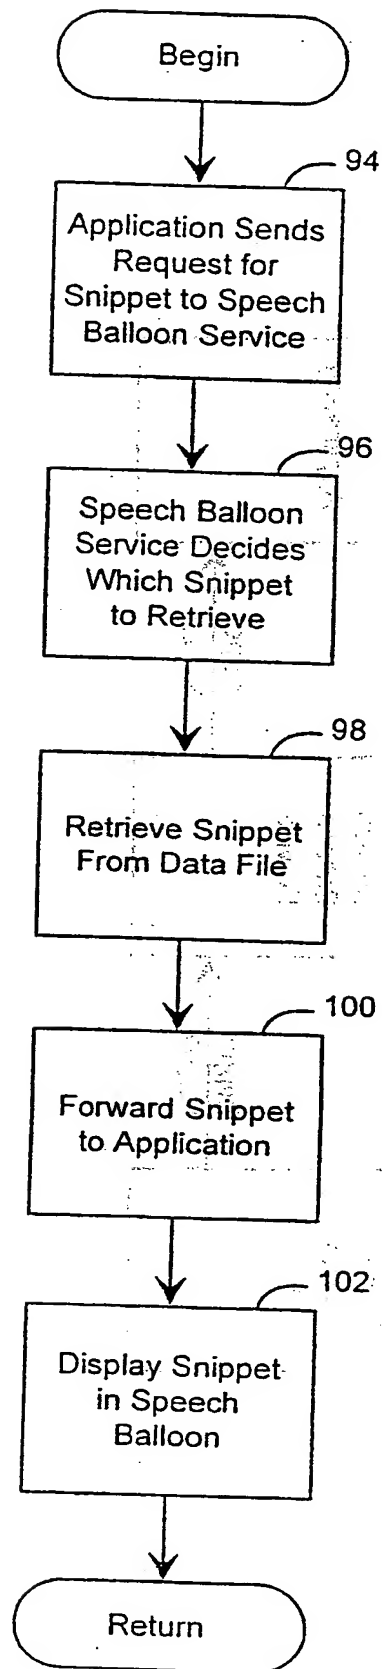 Begin
94
Application Sends
Request for
Snippet to Speech
Balloon Service
96
Speech Balloon
Service Decides
Which Snippet
to Retrieve
98
Retrieve Snippet
From Data File
100
Forward Snippet
to Application
102
Display Snippet
in Speech
Balloon
Return